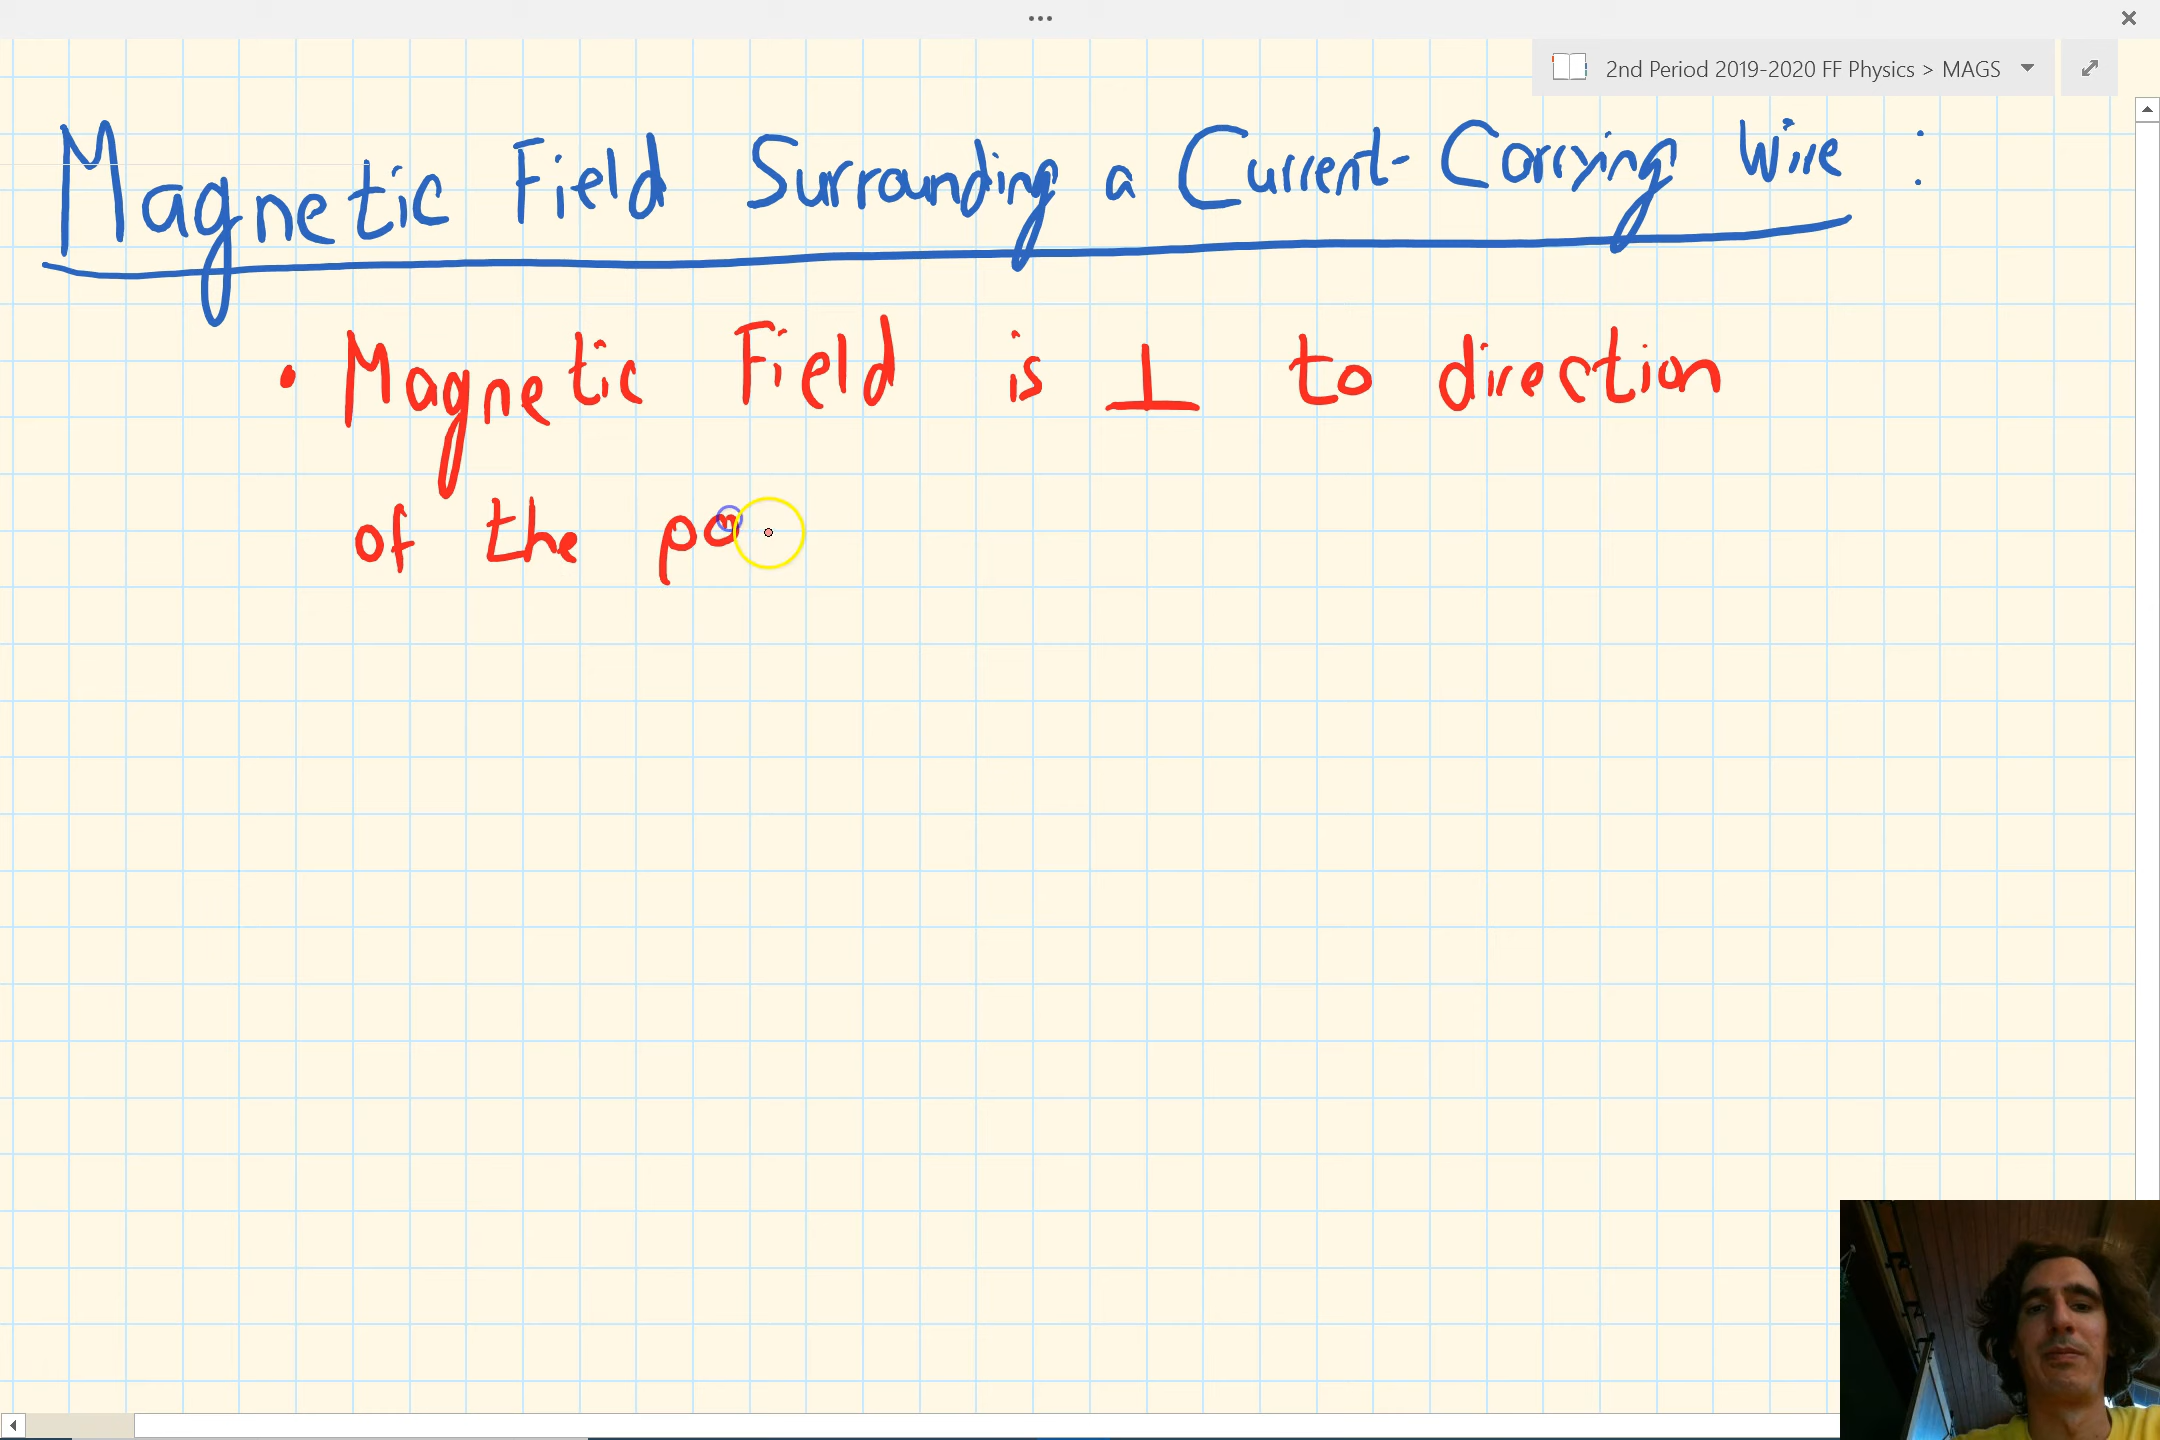 2nd Period 2019-2020 FF Physics > MAGS
Magnetic Field Surrounding a Current-Carrying Wire :
• Magnetic Field is ⊥ to direction
of the pa